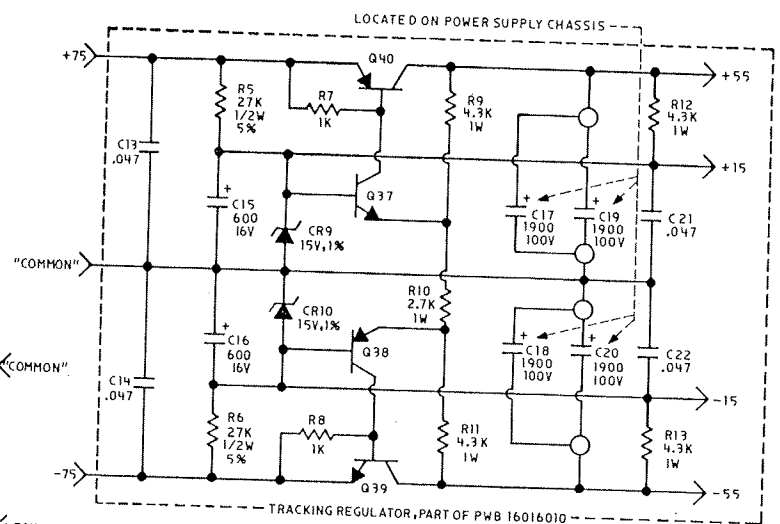 LOCATED ON POWER SUPPLY CHASSIS
+75
Q40
+55
R5
27K
1/2W
5%
R7
1K
R9
4.3K
1W
R12
4.3K
1W
C13
.047
+15
+
C15
600
16V
Q37
+
C17
1900
100V
+
C19
1900
100V
C21
.047
CR9
15V,1%
"COMMON"
R10
2.7K
1W
CR10
15V,1%
+
C16
600
16V
Q38
+
C18
1900
100V
+
C20
1900
100V
C22
.047
"COMMON"
C14
.047
-15
R6
27K
1/2W
5%
R8
1K
R11
4.3K
1W
R13
4.3K
1W
-75
Q39
-55
TRACKING REGULATOR, PART OF PWB 16016010